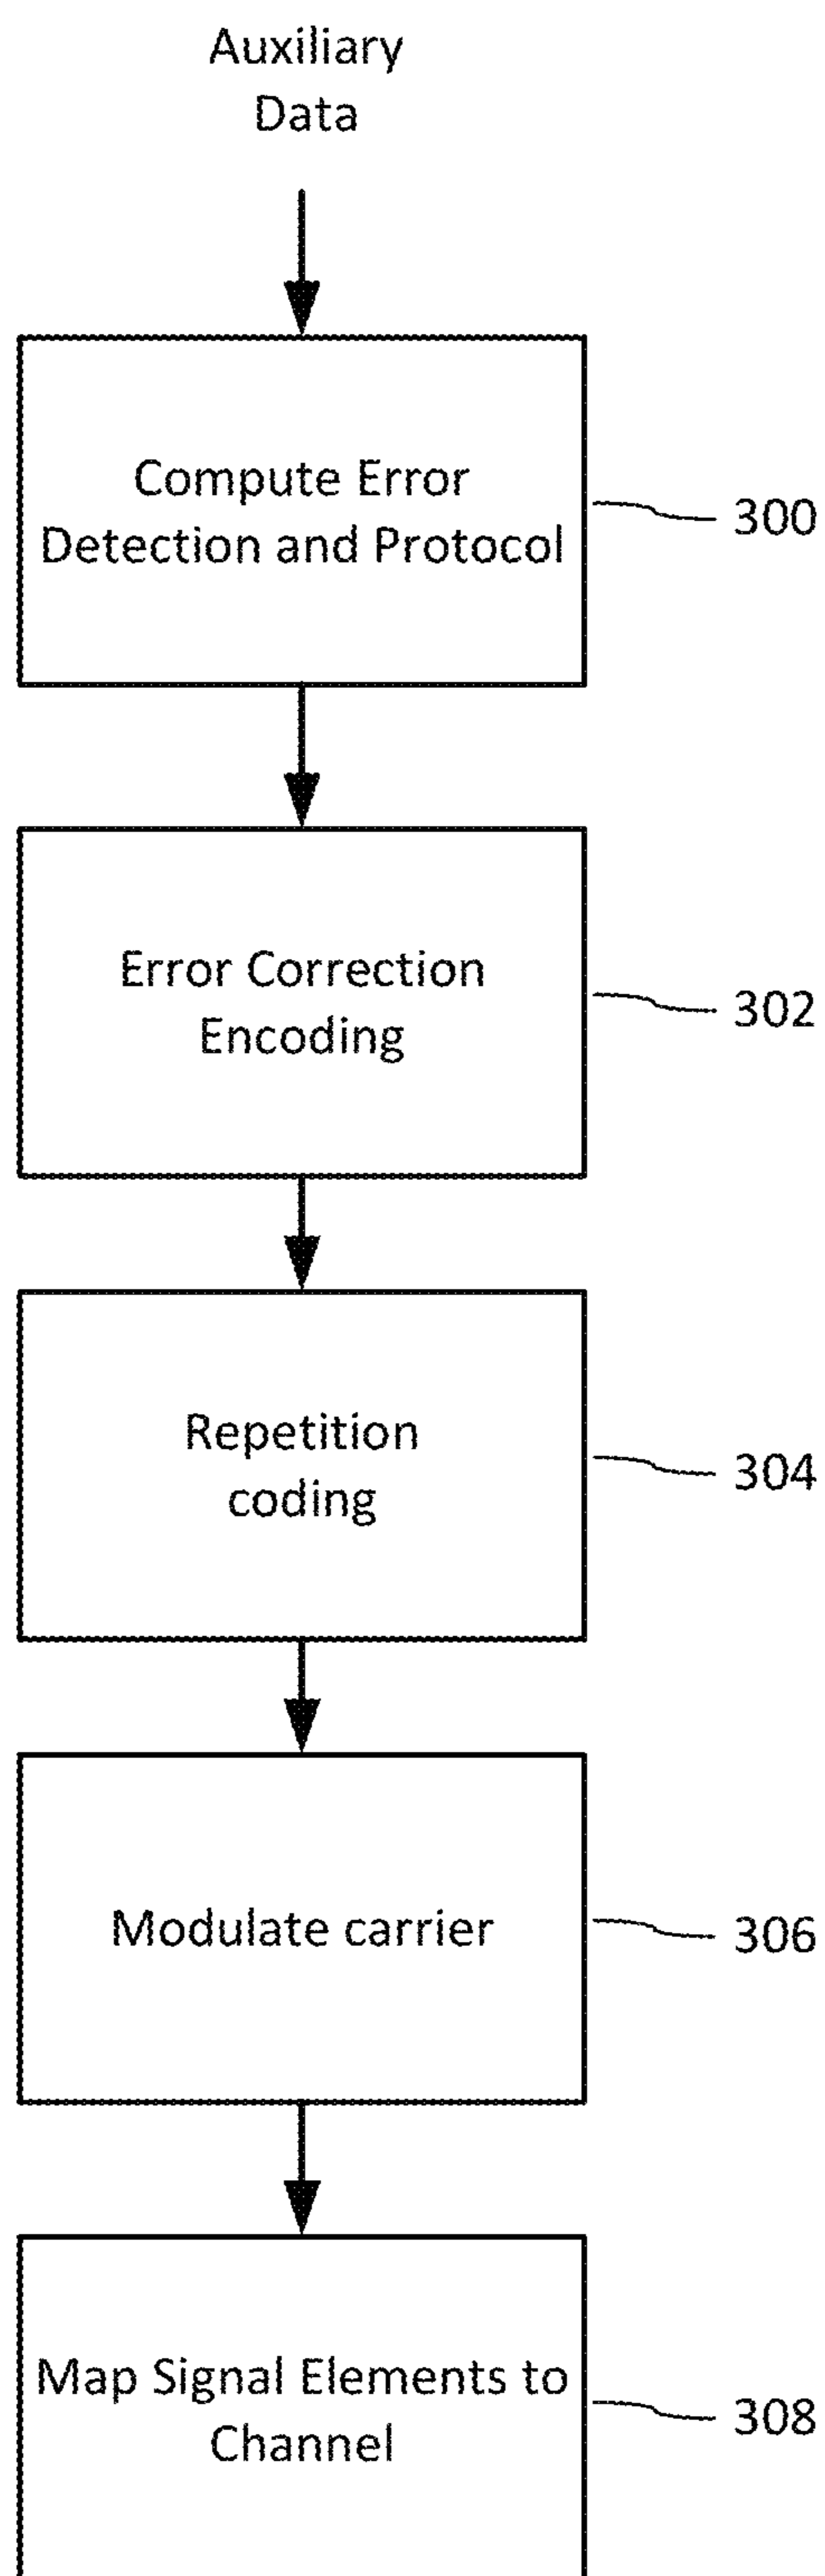 Auxiliary
Data
Compute Error
Detection and Protocol
300
Error Correction
Encoding
302
Repetition
coding
304
Modulate carrier
306
Map Signal Elements to
Channel
308